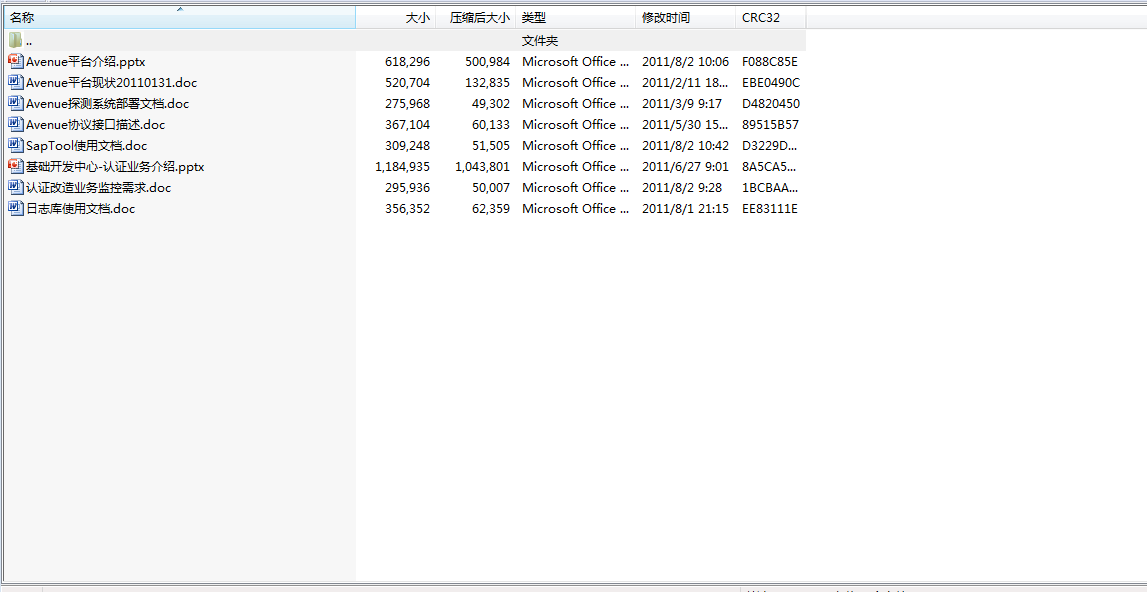 名称 大小 压缩后大小 类型 修改时间 CRC32
.. 文件夹
Avenue平台介绍.pptx 618,296 500,984 Microsoft Office ... 2011/8/2 10:06 F088C85E
Avenue平台现状20110131.doc 520,704 132,835 Microsoft Office ... 2011/2/11 18... EBE0490C
Avenue探测系统部署文档.doc 275,968 49,302 Microsoft Office ... 2011/3/9 9:17 D4820450
Avenue协议接口描述.doc 367,104 60,133 Microsoft Office ... 2011/5/30 15... 89515B57
SapTool使用文档.doc 309,248 51,505 Microsoft Office ... 2011/8/2 10:42 D3229D...
基础开发中心-认证业务介绍.pptx 1,184,935 1,043,801 Microsoft Office ... 2011/6/27 9:01 8A5CA5...
认证改造业务监控需求.doc 295,936 50,007 Microsoft Office ... 2011/8/2 9:28 1BCBAA...
日志库使用文档.doc 356,352 62,359 Microsoft Office ... 2011/8/1 21:15 EE83111E